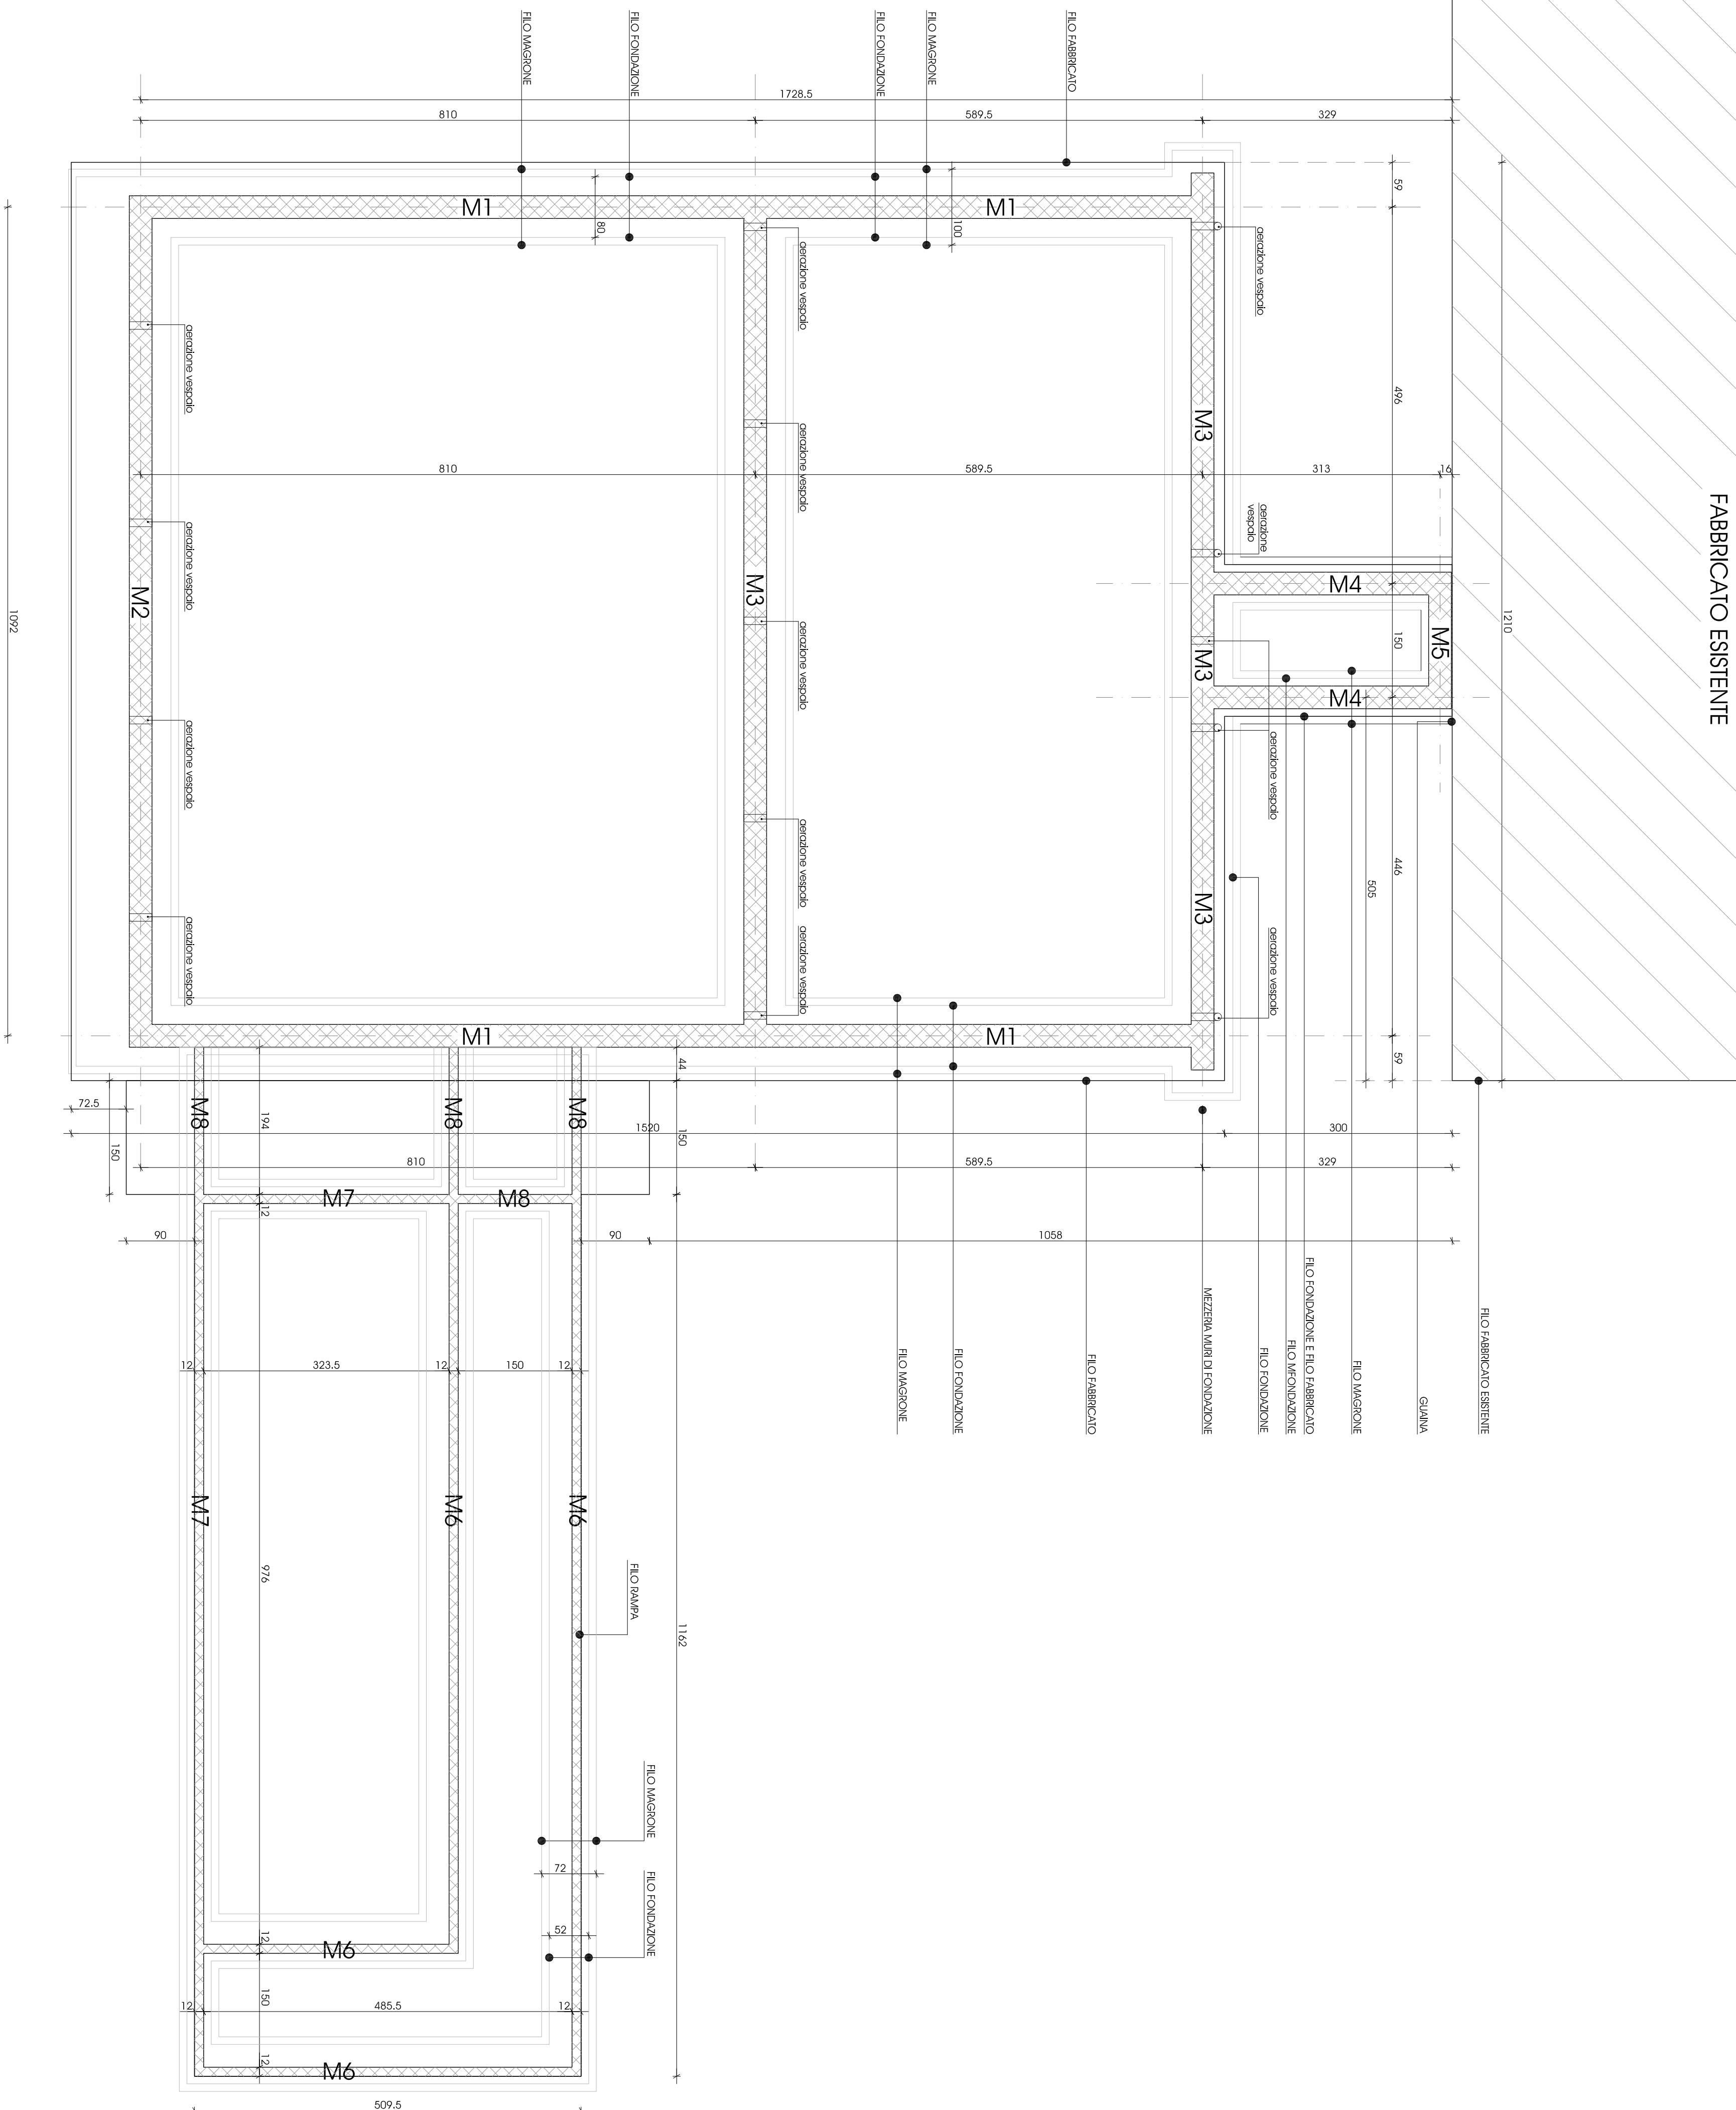 FILO MAGRONE
FILO FONDAZIONE
FILO FONDAZIONE
FILO MAGRONE
FILO FABBRICATO
1728.5
810
589.5
329
FABBRICATO ESISTENTE
59
496
150
446
59
1210
505
80
100
M1
M1
aerazione vespaio
aerazione vespaio
aerazione vespaio
aerazione vespaio
aerazione vespaio
aerazione vespaio
aerazione vespaio
aerazione vespaio
aerazione vespaio
aerazione vespaio
aerazione
vespaio
aerazione vespaio
aerazione vespaio
M3
M3
M3
M3
M4
M4
M5
M2
810
589.5
313
16
1092
M1
M1
44
72.5
150
194
150
1520
300
810
589.5
329
M8
M8
M8
M7
M8
12
90
90
1058
FILO MAGRONE
FILO FONDAZIONE
FILO FABBRICATO
MEZZERIA MURI DI FONDAZIONE
FILO FONDAZIONE
FILO MFONDAZIONE
FILO FONDAZIONE E FILO FABBRICATO
FILO MAGRONE
GUAINA
FILO FABBRICATO ESISTENTE
12
323.5
12
150
12
M7
M6
M6
976
FILO RAMPA
1162
FILO MAGRONE
72
FILO FONDAZIONE
52
12
M6
150
12
485.5
12
12
M6
509.5